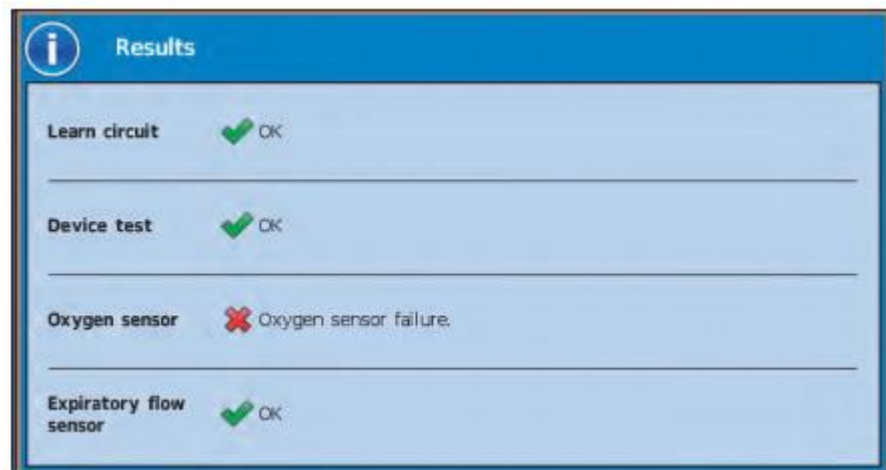 Results
Learn circuit OK
Device test OK
Oxygen sensor Oxygen sensor failure.
Expiratory flow
sensor OK